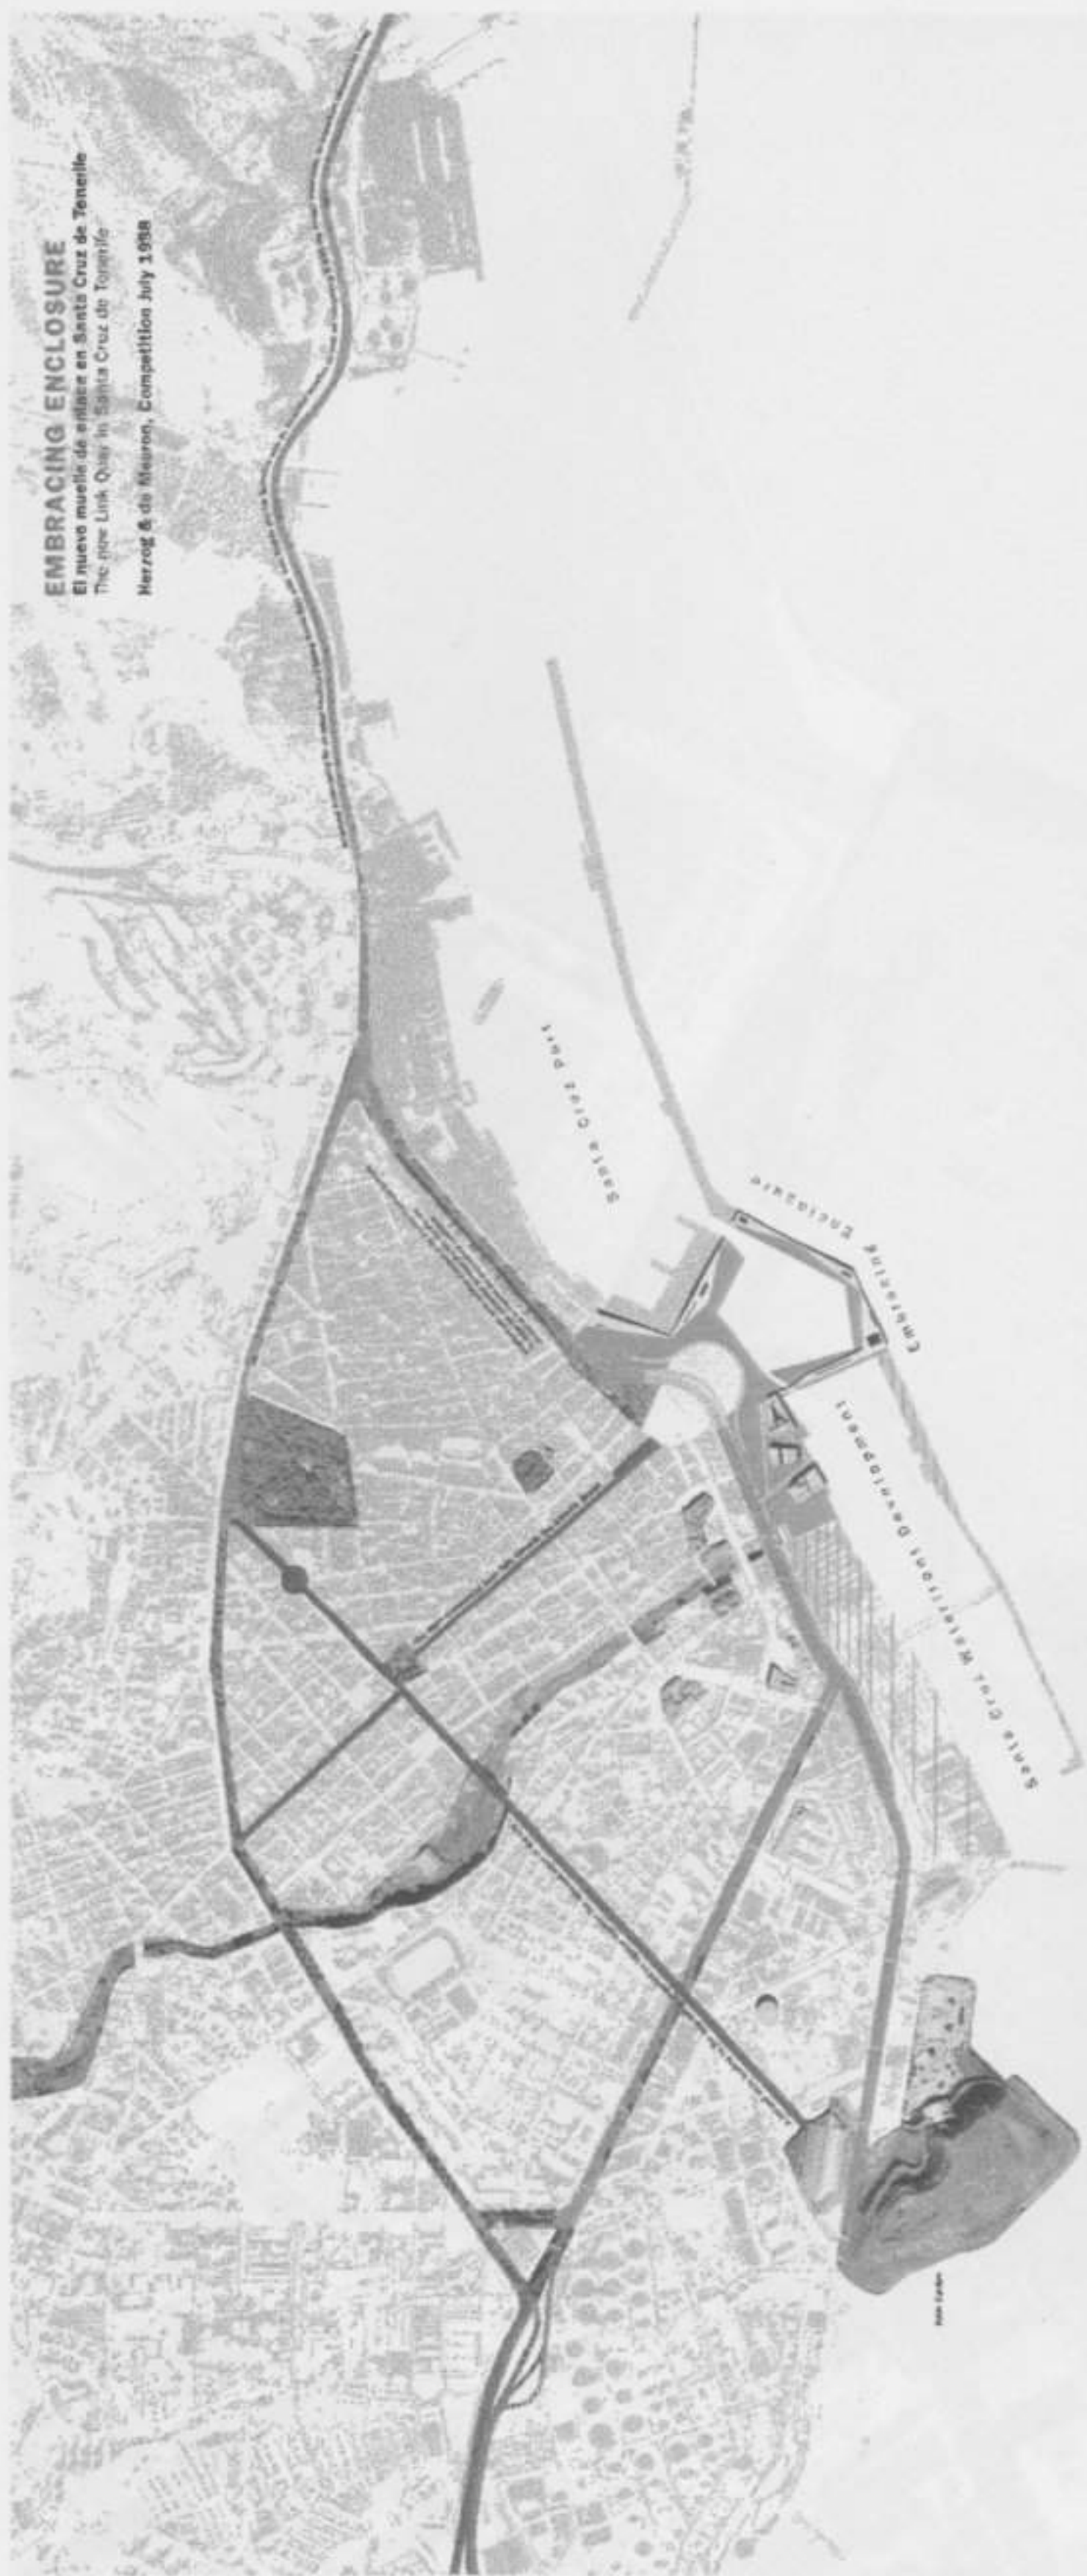 EMBRACING ENCLOSURE
El nuevo muelle de enlace en Santa Cruz de Tenerife
The new Link Quay in Santa Cruz de Tenerife
Herzog & de Meuron, Competition July 1998
Santa Cruz Port
Embracing Enclosure
Santa Cruz Waterfront Development